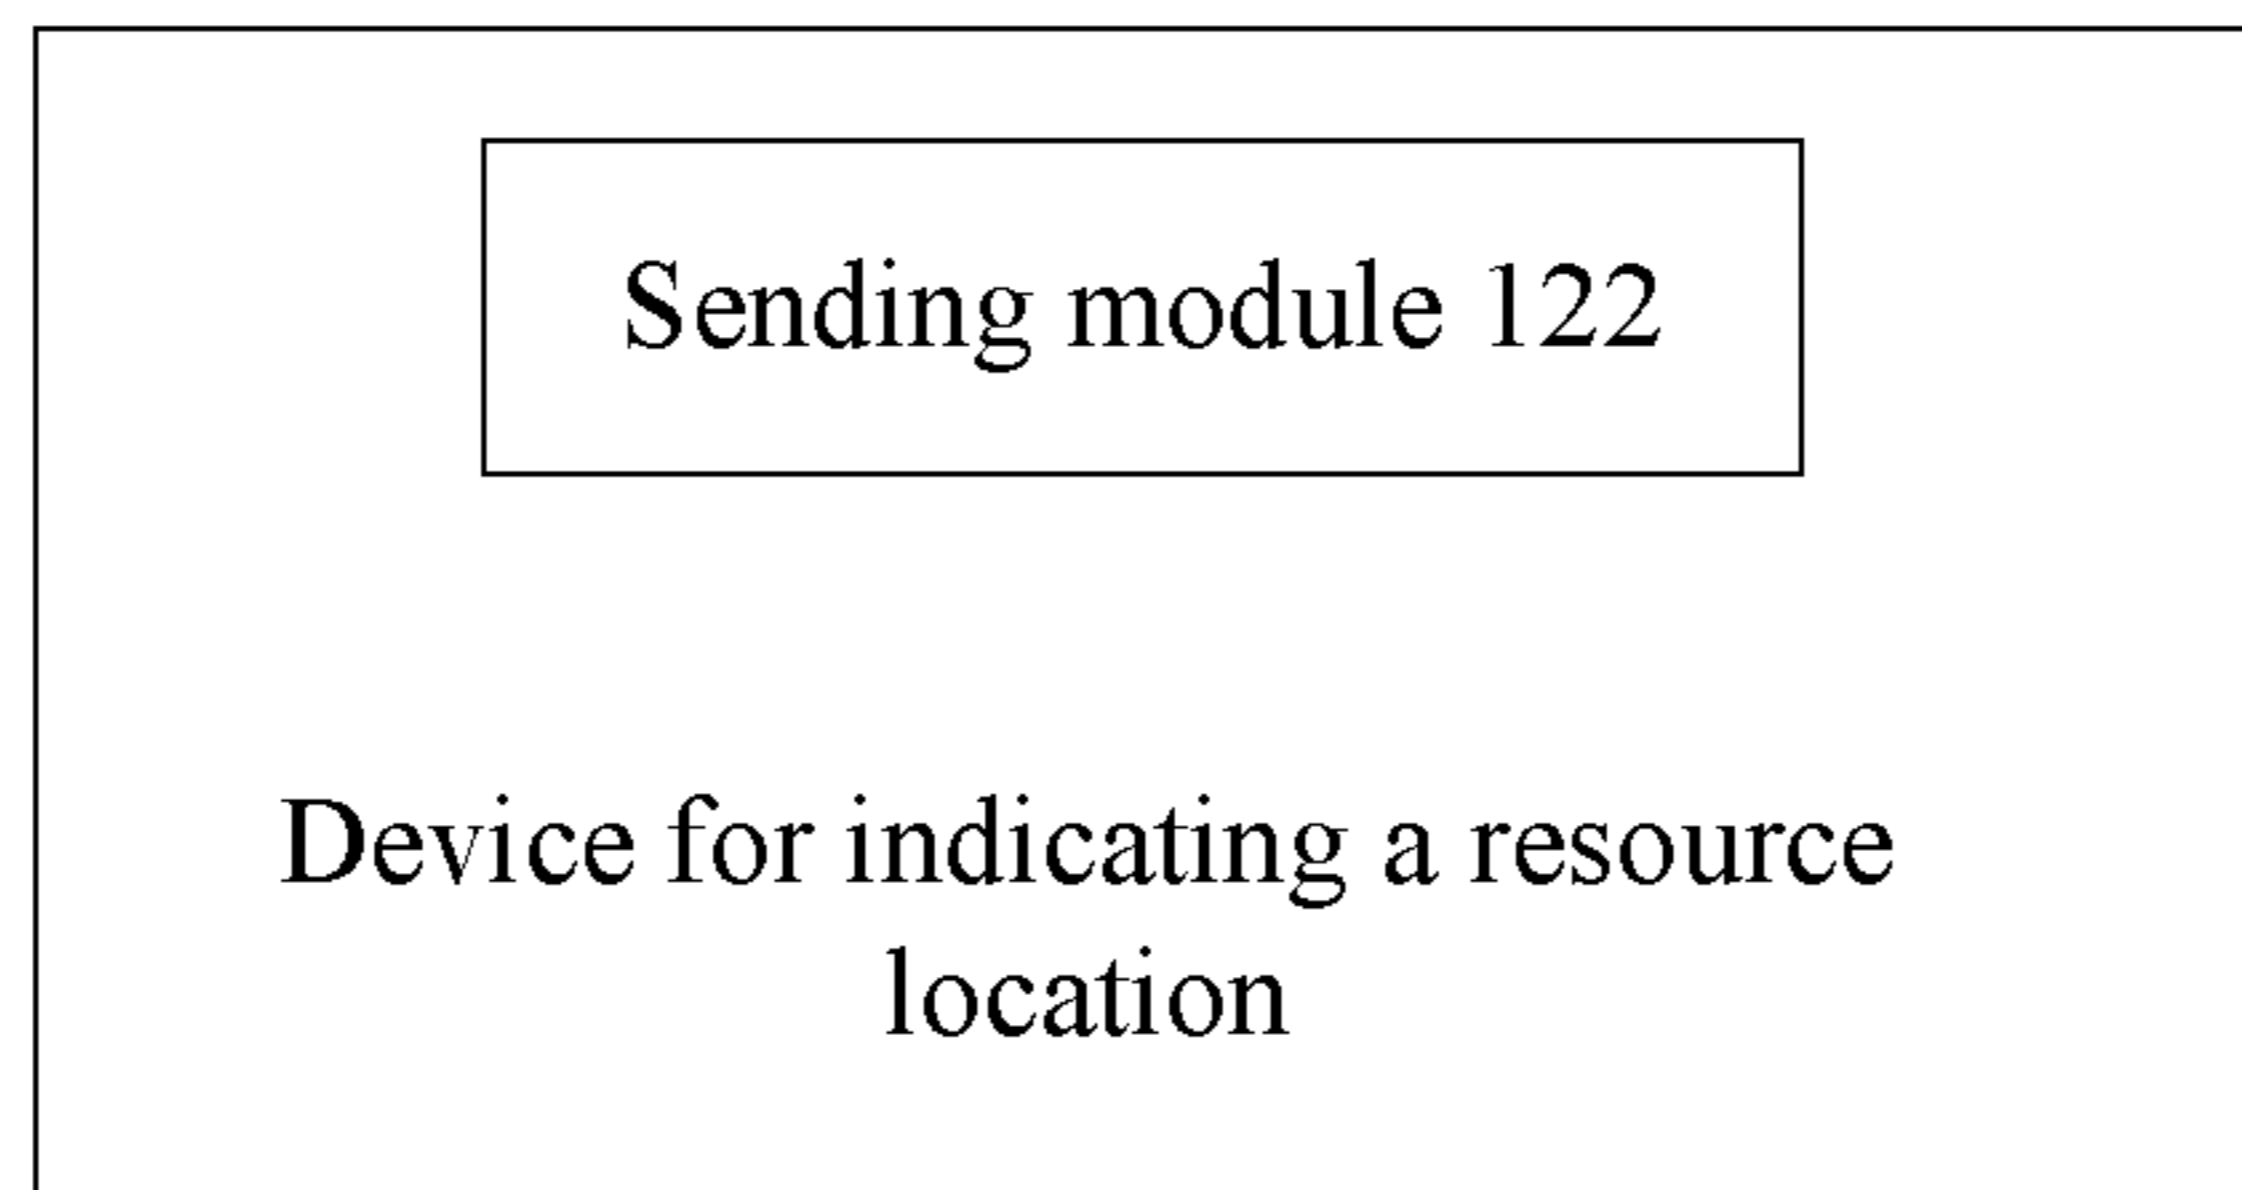 Sending module 122
Device for indicating a resource
location